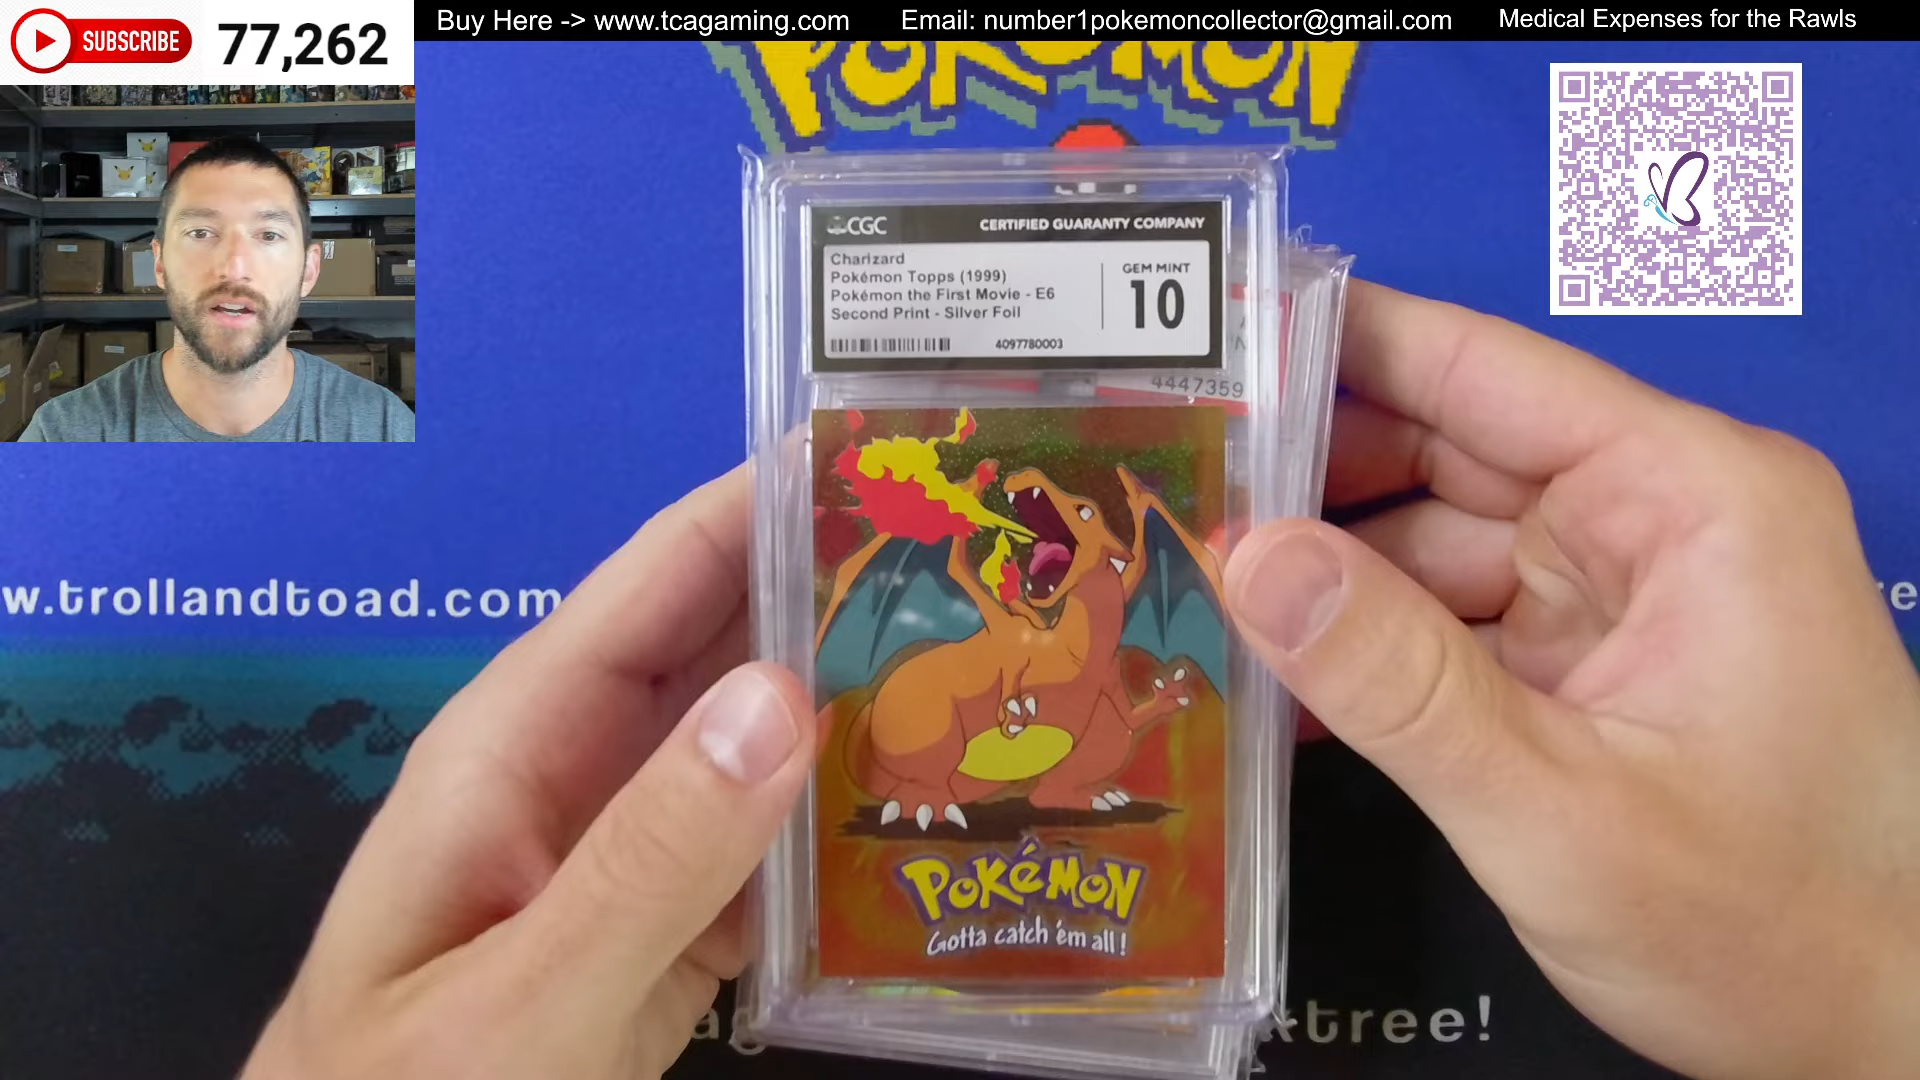 SUBSCRIBE
77,262
Buy Here -> www.tcagaming.com
Email: number1pokemoncollector@gmail.com
Medical Expenses for the Rawls
POKéMON
CGC
CERTIFIED GUARANTY COMPANY
Charizard
Pokémon Topps (1999)
Pokémon the First Movie - E6
Second Print - Silver Foil
GEM MINT
10
4097780003
4447359
w.trollandtoad.com
POKéMON
Gotta catch 'em all!
tree!